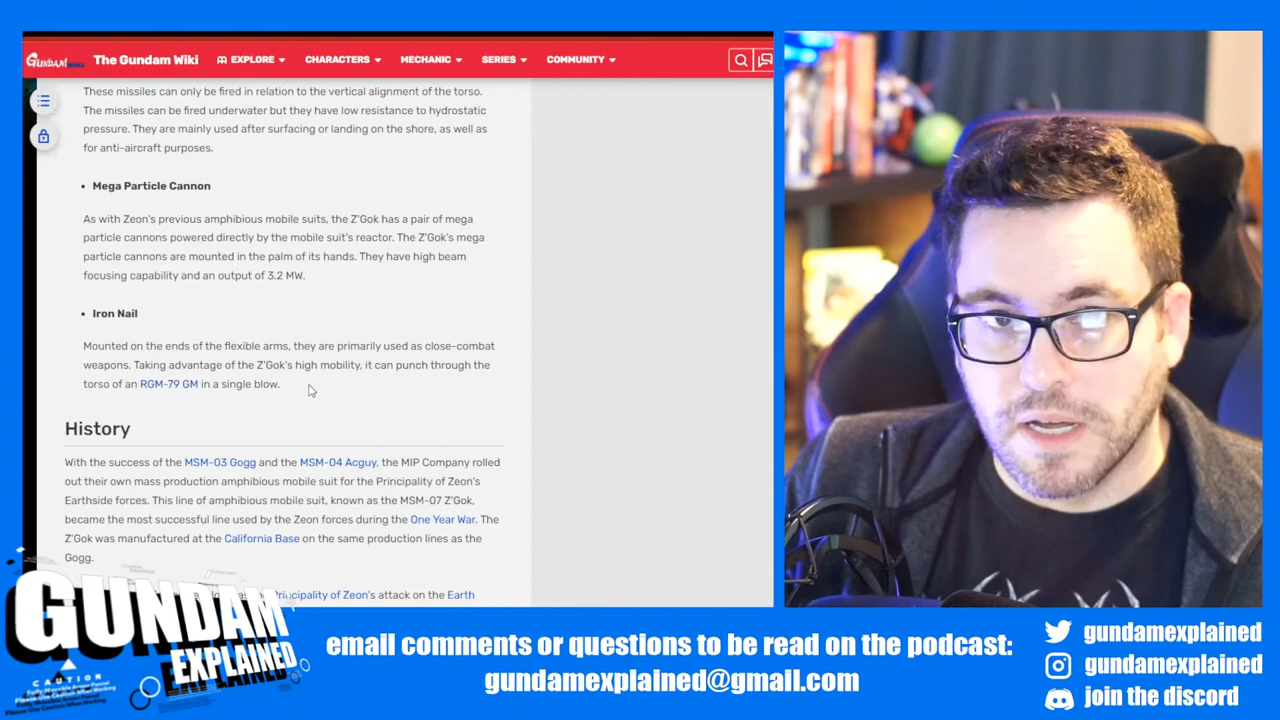 GUNDAM
The Gundam Wiki
EXPLORE
CHARACTERS
MECHANIC
SERIES
COMMUNITY
These missiles can only be fired in relation to the vertical alignment of the torso.
The missiles can be fired underwater but they have low resistance to hydrostatic
pressure. They are mainly used after surfacing or landing on the shore, as well as
for anti-aircraft purposes.
• Mega Particle Cannon
As with Zeon's previous amphibious mobile suits, the Z'Gok has a pair of mega
particle cannons powered directly by the mobile suit's reactor. The Z'Gok's mega
particle cannons are mounted in the palm of its hands. They have high beam
focusing capability and an output of 3.2 MW.
• Iron Nail
Mounted on the ends of the flexible arms, they are primarily used as close-combat
weapons. Taking advantage of the Z'Gok's high mobility, it can punch through the
torso of an RGM-79 GM in a single blow.
History
With the success of the MSM-03 Gogg and the MSM-04 Acguy, the MIP Company rolled
out their own mass production amphibious mobile suit for the Principality of Zeon's
Earthside forces. This line of amphibious mobile suit, known as the MSM-07 Z'Gok,
became the most successful line used by the Zeon forces during the One Year War. The
Z'Gok was manufactured at the California Base on the same production lines as the
Gogg.
Principality of Zeon's attack on the Earth
GUNDAM
EXPLAINED
CAUTION
email comments or questions to be read on the podcast:
gundamexplained@gmail.com
gundamexplained
gundamexplained
join the discord